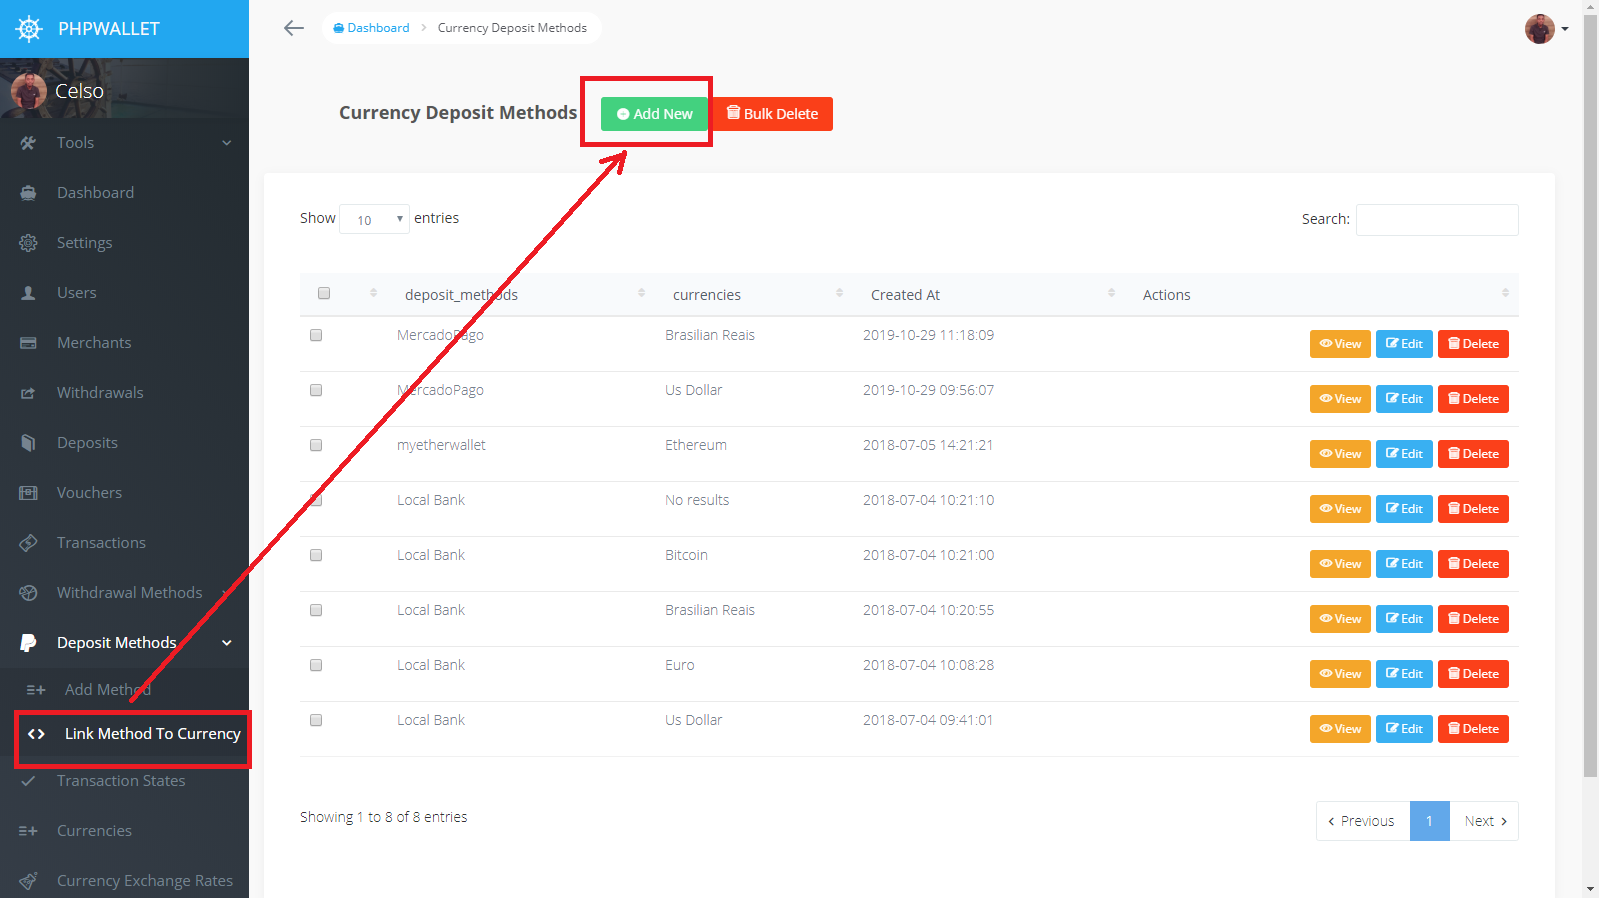 PHPWALLET
Celso
Tools
Dashboard
Settings
Users
Merchants
Withdrawals
Deposits
Vouchers
Transactions
Withdrawal Methods
Deposit Methods
Add Method
Link Method To Currency
Transaction States
Currencies
Currency Exchange Rates
Dashboard > Currency Deposit Methods
Currency Deposit Methods Add New Bulk Delete
Show 10 entries Search:
deposit_methods currencies Created At Actions
MercadoPago Brasilian Reais 2019-10-29 11:18:09 View Edit Delete
MercadoPago Us Dollar 2019-10-29 09:56:07 View Edit Delete
myetherwallet Ethereum 2018-07-05 14:21:21 View Edit Delete
Local Bank No results 2018-07-04 10:21:10 View Edit Delete
Local Bank Bitcoin 2018-07-04 10:21:00 View Edit Delete
Local Bank Brasilian Reais 2018-07-04 10:20:55 View Edit Delete
Local Bank Euro 2018-07-04 10:08:28 View Edit Delete
Local Bank Us Dollar 2018-07-04 09:41:01 View Edit Delete
Showing 1 to 8 of 8 entries ‹ Previous 1 Next ›